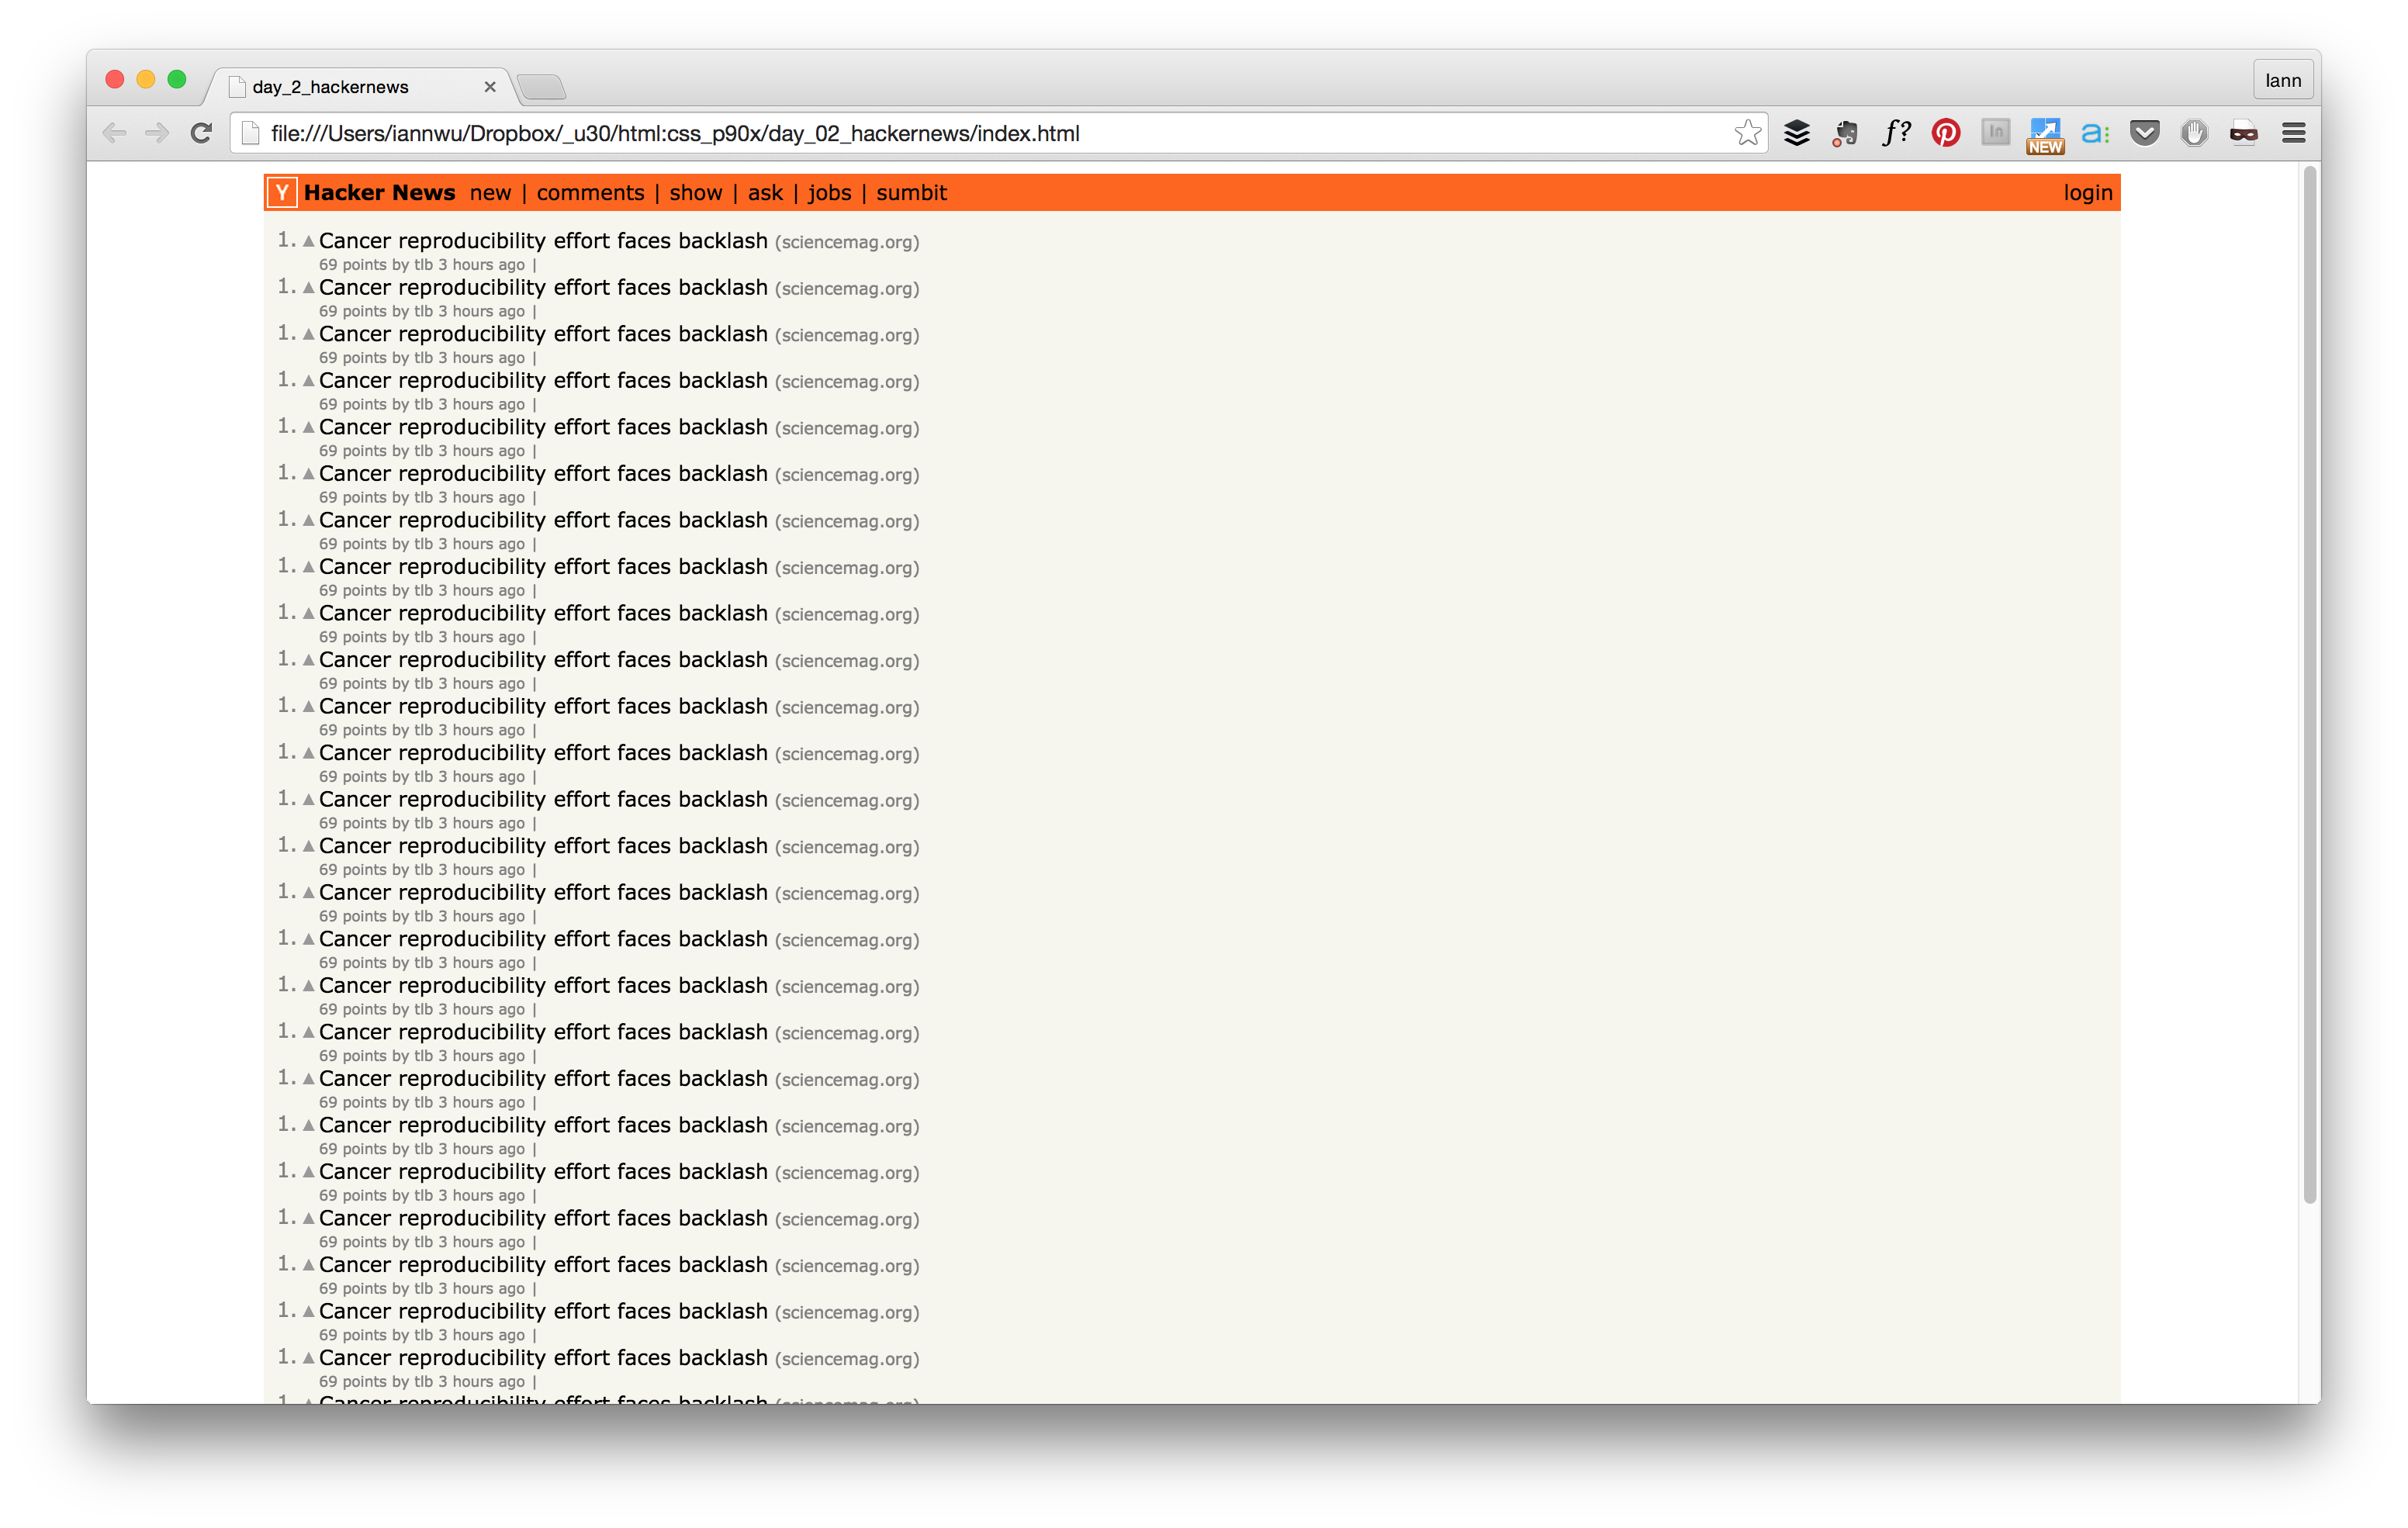 day_2_hackernews
Iann
file:///Users/iannwu/Dropbox/_u30/html:css_p90x/day_02_hackernews/index.html
f? In NEW a:
Y Hacker News new | comments | show | ask | jobs | sumbit login
1. ▲ Cancer reproducibility effort faces backlash (sciencemag.org)
69 points by tlb 3 hours ago |
1. ▲ Cancer reproducibility effort faces backlash (sciencemag.org)
69 points by tlb 3 hours ago |
1. ▲ Cancer reproducibility effort faces backlash (sciencemag.org)
69 points by tlb 3 hours ago |
1. ▲ Cancer reproducibility effort faces backlash (sciencemag.org)
69 points by tlb 3 hours ago |
1. ▲ Cancer reproducibility effort faces backlash (sciencemag.org)
69 points by tlb 3 hours ago |
1. ▲ Cancer reproducibility effort faces backlash (sciencemag.org)
69 points by tlb 3 hours ago |
1. ▲ Cancer reproducibility effort faces backlash (sciencemag.org)
69 points by tlb 3 hours ago |
1. ▲ Cancer reproducibility effort faces backlash (sciencemag.org)
69 points by tlb 3 hours ago |
1. ▲ Cancer reproducibility effort faces backlash (sciencemag.org)
69 points by tlb 3 hours ago |
1. ▲ Cancer reproducibility effort faces backlash (sciencemag.org)
69 points by tlb 3 hours ago |
1. ▲ Cancer reproducibility effort faces backlash (sciencemag.org)
69 points by tlb 3 hours ago |
1. ▲ Cancer reproducibility effort faces backlash (sciencemag.org)
69 points by tlb 3 hours ago |
1. ▲ Cancer reproducibility effort faces backlash (sciencemag.org)
69 points by tlb 3 hours ago |
1. ▲ Cancer reproducibility effort faces backlash (sciencemag.org)
69 points by tlb 3 hours ago |
1. ▲ Cancer reproducibility effort faces backlash (sciencemag.org)
69 points by tlb 3 hours ago |
1. ▲ Cancer reproducibility effort faces backlash (sciencemag.org)
69 points by tlb 3 hours ago |
1. ▲ Cancer reproducibility effort faces backlash (sciencemag.org)
69 points by tlb 3 hours ago |
1. ▲ Cancer reproducibility effort faces backlash (sciencemag.org)
69 points by tlb 3 hours ago |
1. ▲ Cancer reproducibility effort faces backlash (sciencemag.org)
69 points by tlb 3 hours ago |
1. ▲ Cancer reproducibility effort faces backlash (sciencemag.org)
69 points by tlb 3 hours ago |
1. ▲ Cancer reproducibility effort faces backlash (sciencemag.org)
69 points by tlb 3 hours ago |
1. ▲ Cancer reproducibility effort faces backlash (sciencemag.org)
69 points by tlb 3 hours ago |
1. ▲ Cancer reproducibility effort faces backlash (sciencemag.org)
69 points by tlb 3 hours ago |
1. ▲ Cancer reproducibility effort faces backlash (sciencemag.org)
69 points by tlb 3 hours ago |
1. ▲ Cancer reproducibility effort faces backlash (sciencemag.org)
69 points by tlb 3 hours ago |
1. ▲ Cancer reproducibility effort faces backlash (sciencemag.org)